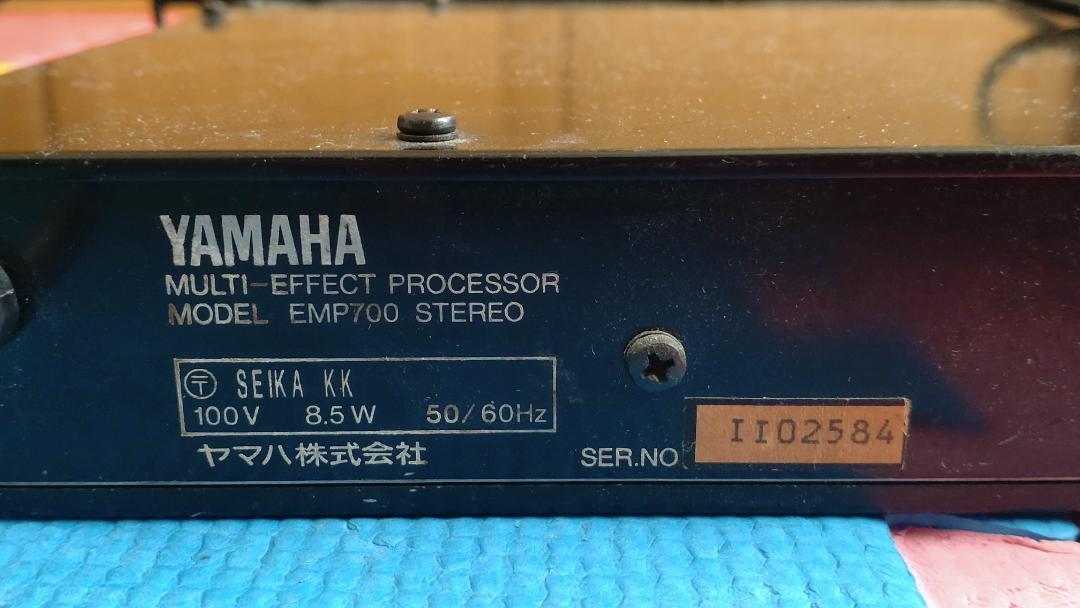 YAMAHA
MULTI-EFFECT PROCESSOR
MODEL EMP700 STEREO
〶 SEIKA KK
100V 8.5W 50/60Hz
ヤマハ株式会社
SER.NO II02584